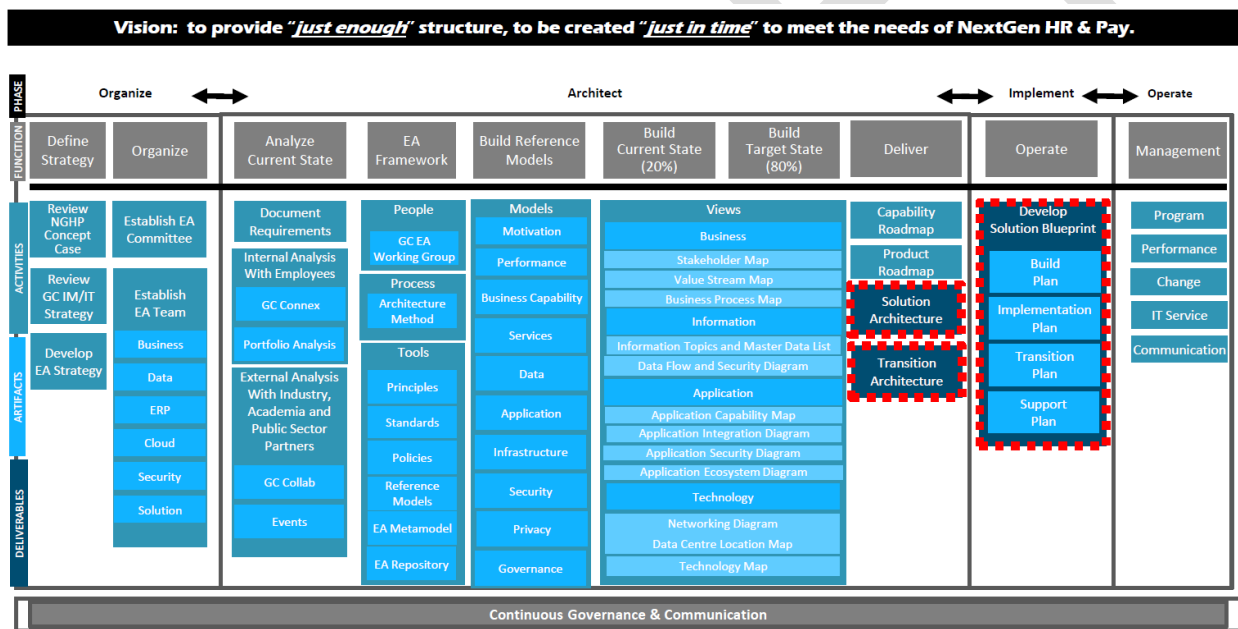 Vision: to provide "just enough" structure, to be created "just in time" to meet the needs of NextGen HR & Pay.
PHASE
Organize
Architect
Implement
Operate
FUNCITION
Define
Strategy
Organize
Analyze
Current State
EA
Framework
Build Reference
Models
Build
Current State
(20%)
Build
Target State
(80%)
Deliver
Operate
Management
ACTIVITIES
ARTIFACTS
DELIVERABLES
Review
NGHP
Concept
Case
Review
GC IM/IT
Strategy
Develop
EA Strategy
Establish EA
Committee
Establish
EA Team
Business
Data
ERP
Cloud
Security
Solution
Document
Requirements
Internal Analysis
With Employees
GC Connex
Portfolio Analysis
External Analysis
With Industry,
Academia and
Public Sector
Partners
GC Collab
Events
People
GC EA
Working Group
Process
Architecture
Method
Tools
Principles
Standards
Policies
Reference
Models
EA Metamodel
EA Repository
Models
Motivation
Performance
Business Capability
Services
Data
Application
Infrastructure
Security
Privacy
Governance
Views
Business
Stakeholder Map
Value Stream Map
Business Process Map
Information
Information Topics and Master Data List
Data Flow and Security Diagram
Application
Application Capability Map
Application Integration Diagram
Application Security Diagram
Application Ecosystem Diagram
Technology
Networking Diagram
Data Centre Location Map
Technology Map
Capability
Roadmap
Product
Roadmap
Solution
Architecture
Transition
Architecture
Develop
Solution Blueprint
Build
Plan
Implementation
Plan
Transition
Plan
Support
Plan
Program
Performance
Change
IT Service
Communication
Continuous Governance & Communication